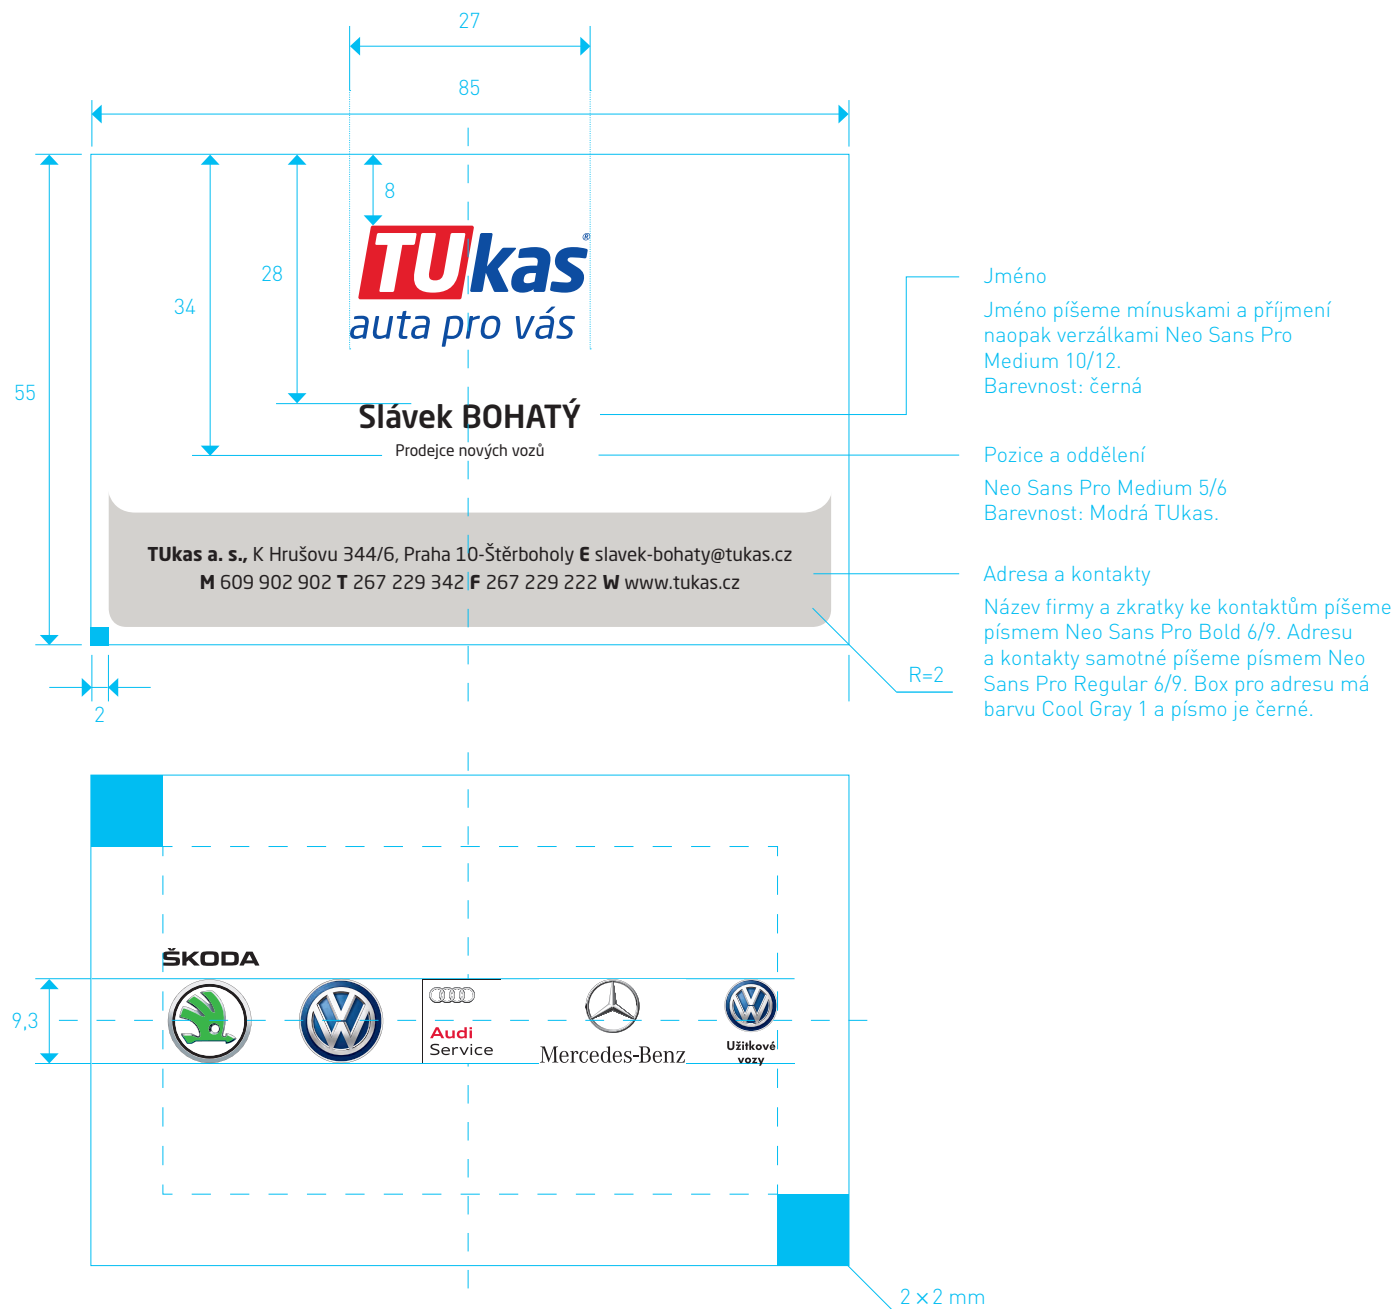 27
85
8
28
34
55
TUkas®
auta pro vás
Slávek BOHATÝ
Prodejce nových vozů
TUkas a. s., K Hrušovu 344/6, Praha 10-Štěrboholy E slavek-bohaty@tukas.cz
M 609 902 902 T 267 229 342 F 267 229 222 W www.tukas.cz
2
R=2
Jméno
Jméno píšeme mínuskami a příjmení
naopak verzálkami Neo Sans Pro
Medium 10/12.
Barevnost: černá
Pozice a oddělení
Neo Sans Pro Medium 5/6
Barevnost: Modrá TUkas.
Adresa a kontakty
Název firmy a zkratky ke kontaktům píšeme
písmem Neo Sans Pro Bold 6/9. Adresu
a kontakty samotné píšeme písmem Neo
Sans Pro Regular 6/9. Box pro adresu má
barvu Cool Gray 1 a písmo je černé.
ŠKODA
9,3
Audi
Service
Mercedes-Benz
Užitkové
vozy
2 × 2 mm